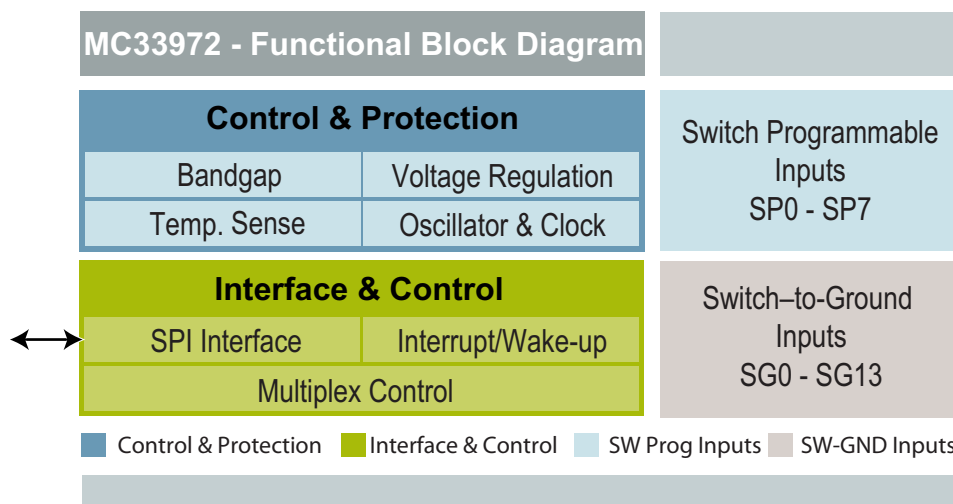 MC33972 - Functional Block Diagram
Control & Protection
Bandgap
Voltage Regulation
Temp. Sense
Oscillator & Clock
Switch Programmable
Inputs
SP0 - SP7
Interface & Control
SPI Interface
Interrupt/Wake-up
Multiplex Control
Switch–to-Ground
Inputs
SG0 - SG13
Control & Protection
Interface & Control
SW Prog Inputs
SW-GND Inputs